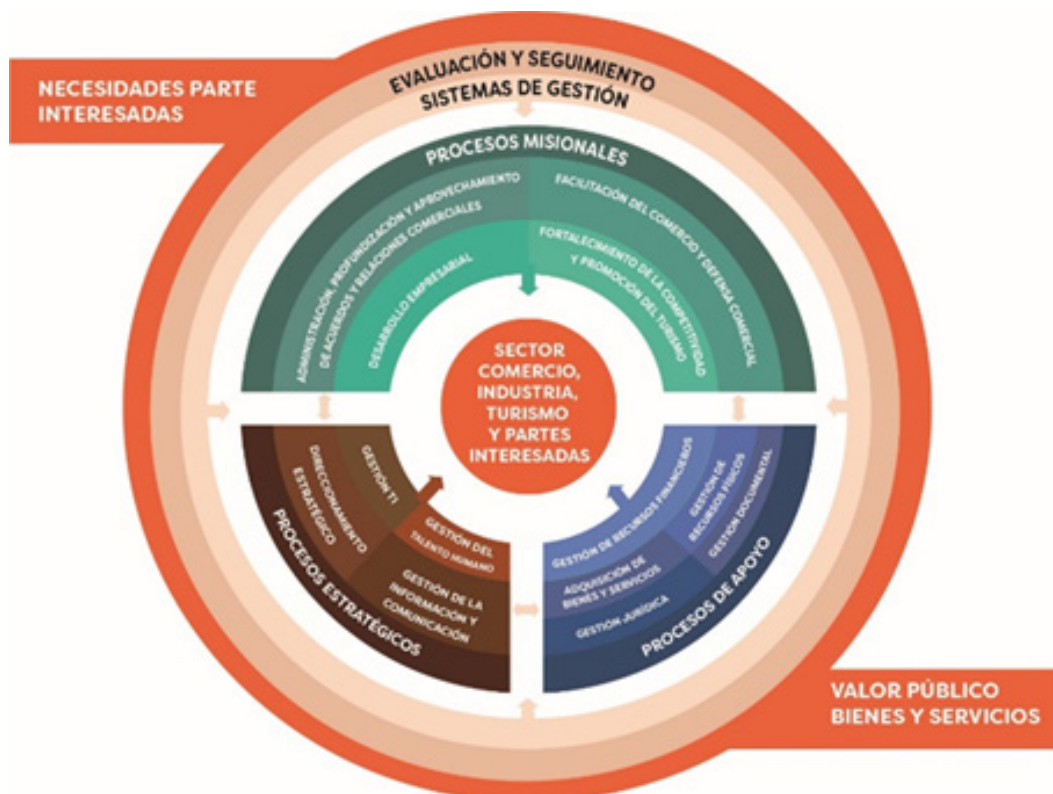 NECESIDADES PARTE
INTERESADAS
EVALUACIÓN Y SEGUIMIENTO
SISTEMAS DE GESTIÓN
PROCESOS MISIONALES
ADMINISTRACIÓN, PROFUNDIZACIÓN Y APROVECHAMIENTO
DE ACUERDOS Y RELACIONES COMERCIALES
FACILITACIÓN DEL COMERCIO Y DEFENSA COMERCIAL
DESARROLLO EMPRESARIAL
FORTALECIMIENTO DE LA COMPETITIVIDAD
Y PROMOCIÓN DEL TURISMO
SECTOR
COMERCIO,
INDUSTRIA,
TURISMO
Y PARTES
INTERESADAS
PROCESOS ESTRATÉGICOS
DIRECCIONAMIENTO
ESTRATÉGICO
GESTIÓN TI
GESTIÓN DEL
TALENTO HUMANO
GESTIÓN DE LA
INFORMACIÓN Y
COMUNICACIÓN
GESTIÓN DE RECURSOS FINANCIEROS
GESTIÓN DE
RECURSOS FÍSICOS
GESTIÓN DOCUMENTAL
ADQUISICIÓN DE
BIENES Y SERVICIOS
GESTIÓN JURÍDICA
PROCESOS DE APOYO
VALOR PÚBLICO
BIENES Y SERVICIOS